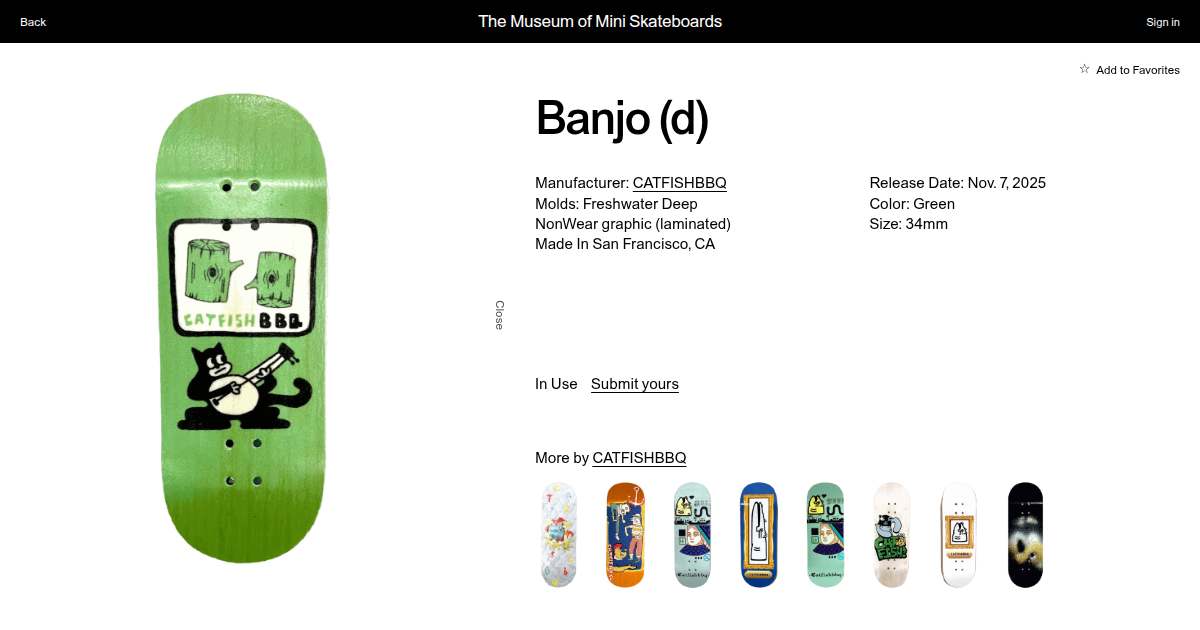 Back
The Museum of Mini Skateboards
Sign in
☆ Add to Favorites
Banjo (d)
Manufacturer: CATFISHBBQ
Molds: Freshwater Deep
NonWear graphic (laminated)
Made In San Francisco, CA
Release Date: Nov. 7, 2025
Color: Green
Size: 34mm
CATFISH BBQ
Close
In Use
Submit yours
More by CATFISHBBQ